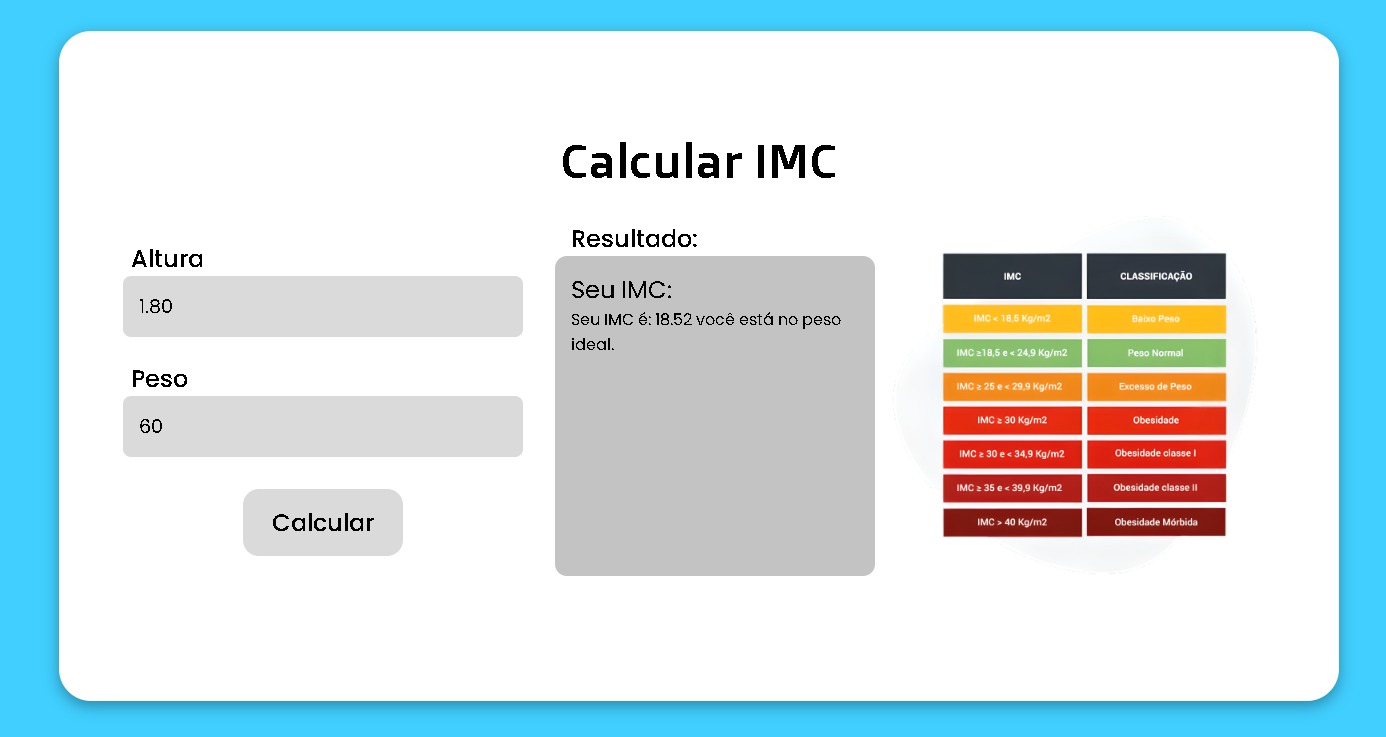 Calcular IMC
Altura
1.80
Peso
60
Calcular
Resultado:
Seu IMC:
Seu IMC é: 18.52 você está no peso
ideal.
IMC CLASSIFICAÇÃO
IMC < 18,5 Kg/m2 Baixo Peso
IMC ≥18,5 e < 24,9 Kg/m2 Peso Normal
IMC ≥ 25 e < 29,9 Kg/m2 Excesso de Peso
IMC ≥ 30 Kg/m2 Obesidade
IMC ≥ 30 e < 34,9 Kg/m2 Obesidade classe I
IMC ≥ 35 e < 39,9 Kg/m2 Obesidade classe II
IMC > 40 Kg/m2 Obesidade Mórbida